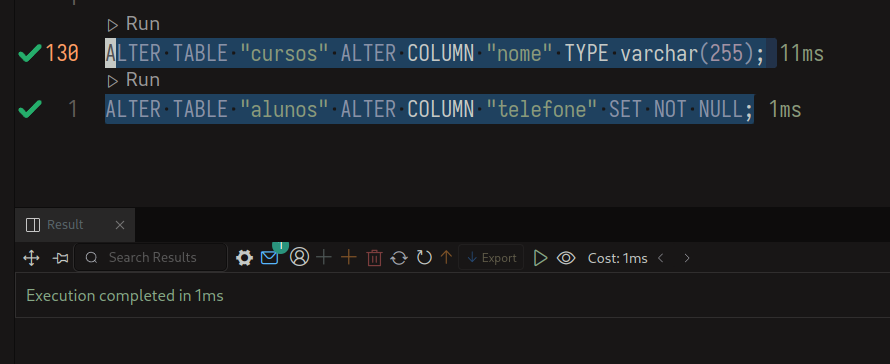 Run
130 ALTER TABLE "cursos" ALTER COLUMN "nome" TYPE varchar(255); 11ms
Run
1 ALTER TABLE "alunos" ALTER COLUMN "telefone" SET NOT NULL; 1ms
Result
Search Results 1 Export Cost: 1ms
Execution completed in 1ms